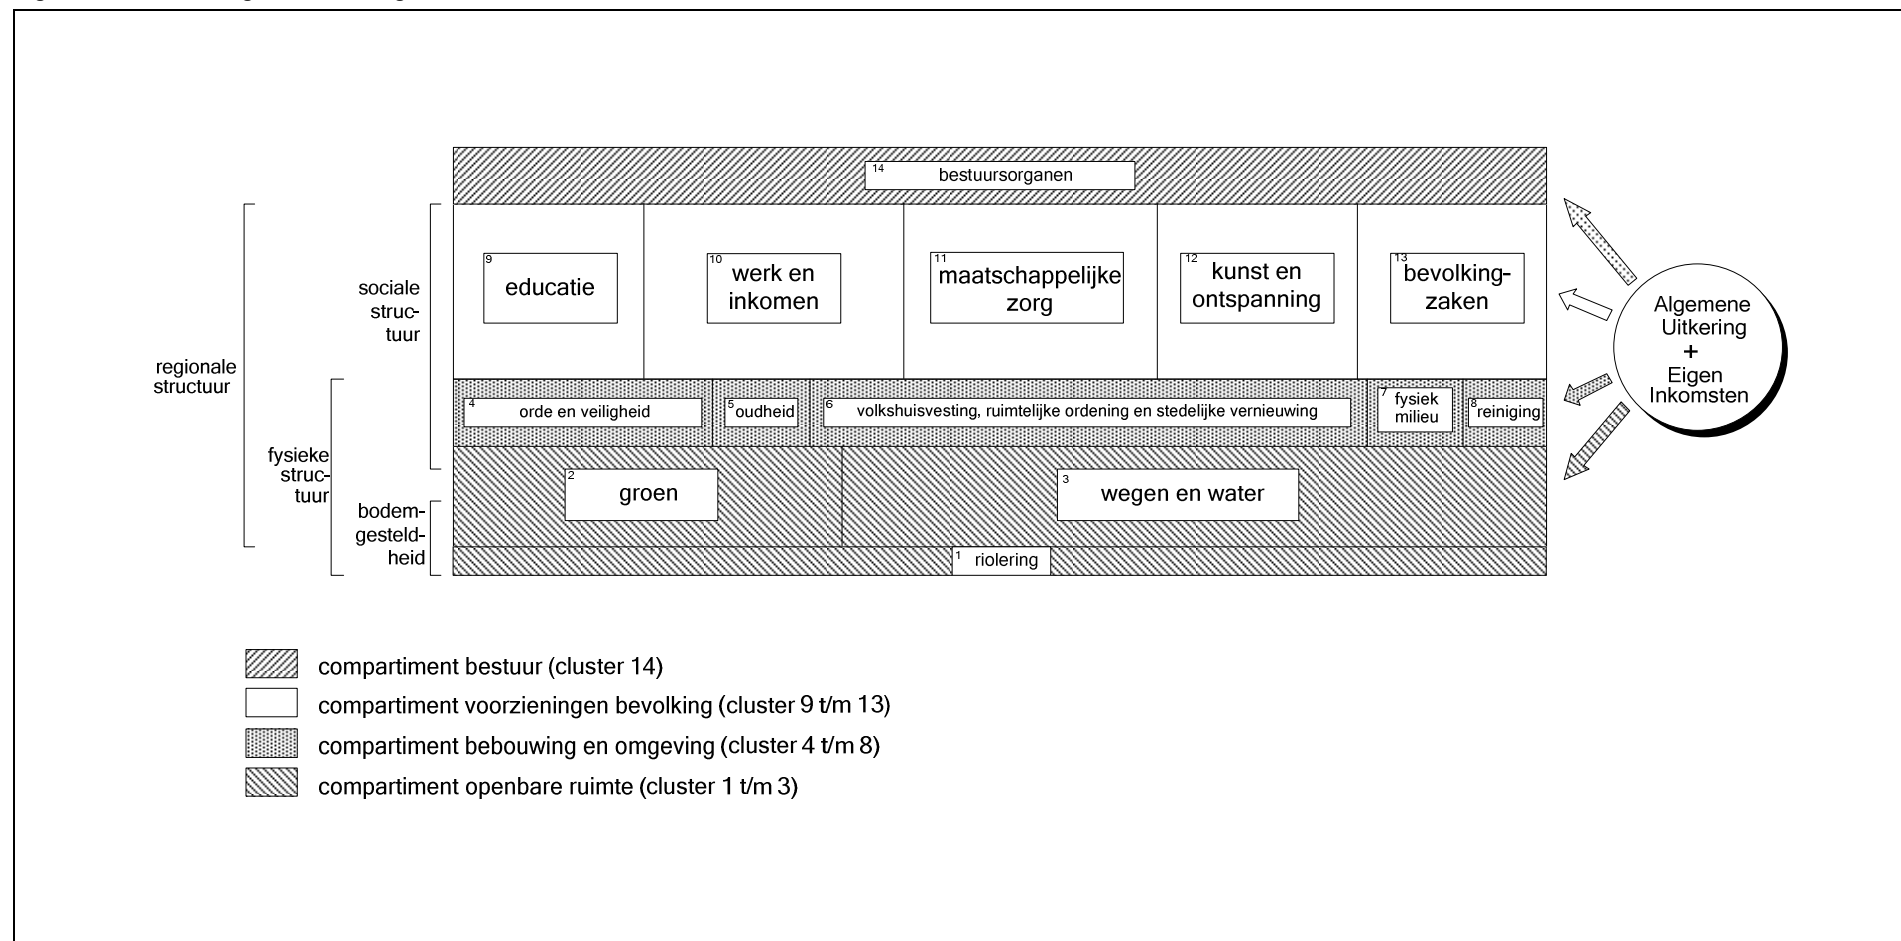 14
bestuursorganen
9
educatie
10
werk en
inkomen
11
maatschappelijke
zorg
12
kunst en
ontspanning
13
bevolking-
zaken
sociale
struc-
tuur
regionale
structuur
fysieke
struc-
tuur
bodem-
gesteld-
heid
4
orde en veiligheid
5
oudheid
6
volkshuisvesting, ruimtelijke ordening en stedelijke vernieuwing
7
fysiek
milieu
8
reiniging
2
groen
3
wegen en water
1
riolering
Algemene
Uitkering
+
Eigen
Inkomsten
compartiment bestuur (cluster 14)
compartiment voorzieningen bevolking (cluster 9 t/m 13)
compartiment bebouwing en omgeving (cluster 4 t/m 8)
compartiment openbare ruimte (cluster 1 t/m 3)